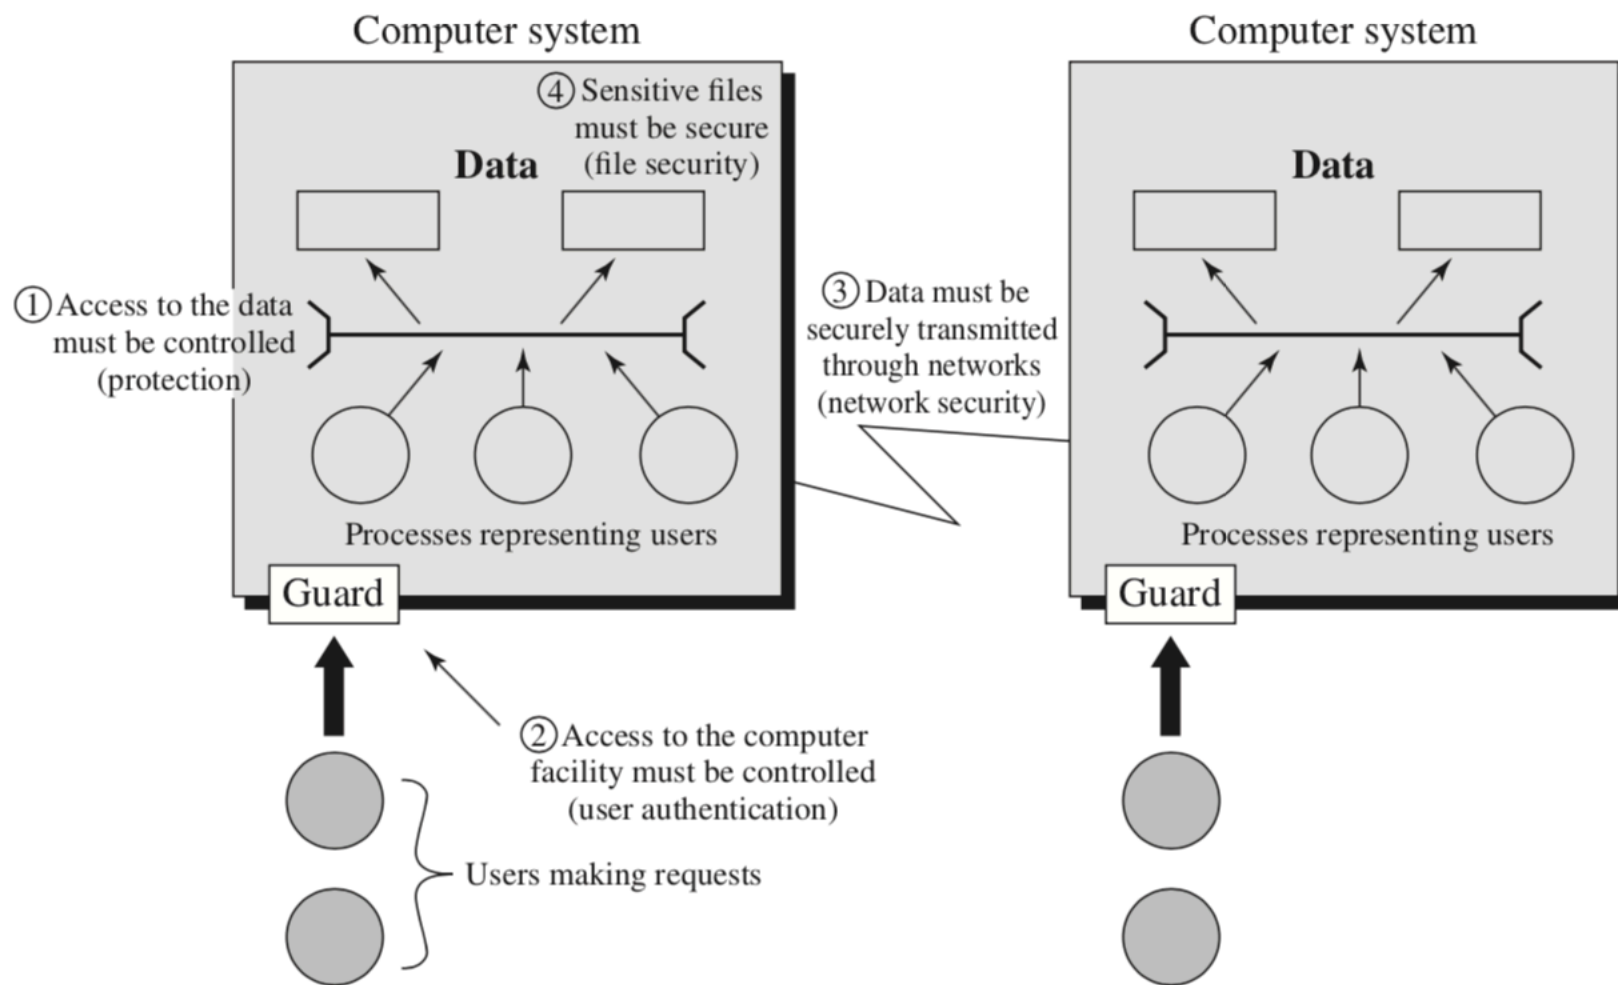 Computer system
④ Sensitive files
must be secure
(file security)
Data
① Access to the data
must be controlled
(protection)
Processes representing users
Guard
② Access to the computer
facility must be controlled
(user authentication)
Users making requests
③ Data must be
securely transmitted
through networks
(network security)
Computer system
Data
Processes representing users
Guard